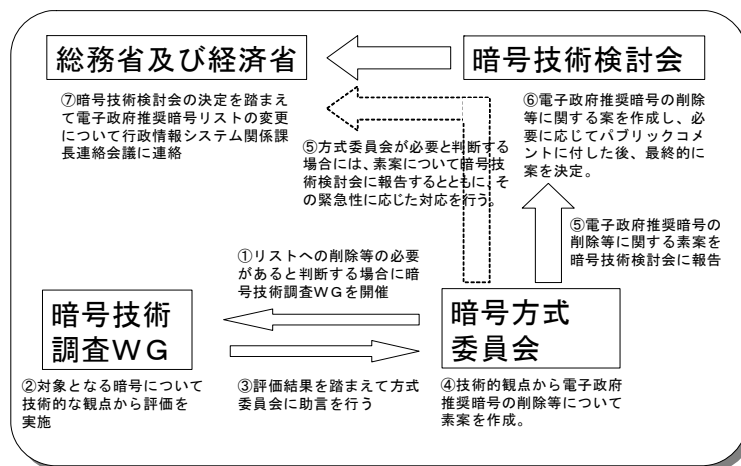 総務省及び経済省
暗号技術検討会
⑦暗号技術検討会の決定を踏まえ
て電子政府推奨暗号リストの変更
について行政情報システム関係課
長連絡会議に連絡
⑥電子政府推奨暗号の削除
等に関する案を作成し、必
要に応じてパブリックコメ
ントに付した後、最終的に
案を決定。
⑤方式委員会が必要と判断する
場合には、素案について暗号技
術検討会に報告するとともに、そ
の緊急性に応じた対応を行う。
⑤電子政府推奨暗号の
削除等に関する素案を
暗号技術検討会に報告
①リストへの削除等の必要
があると判断する場合に暗
号技術調査ＷＧを開催
暗号技術
調査ＷＧ
暗号方式
委員会
②対象となる暗号について
技術的な観点から評価を
実施
③評価結果を踏まえて方式
委員会に助言を行う
④技術的観点から電子政府
推奨暗号の削除等について
素案を作成。